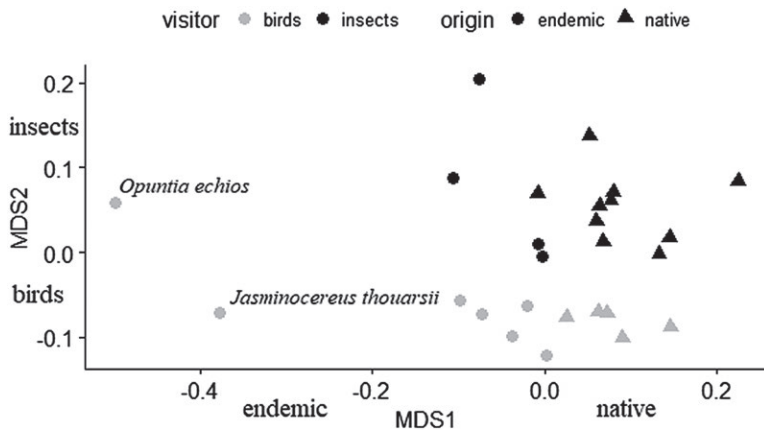 visitor birds insects origin endemic native
0.2
insects
0.1
Opuntia echios
MDS2
0.0
birds
Jasminocereus thouarsii
-0.1
-0.4 -0.2 0.0 0.2
endemic MDS1 native